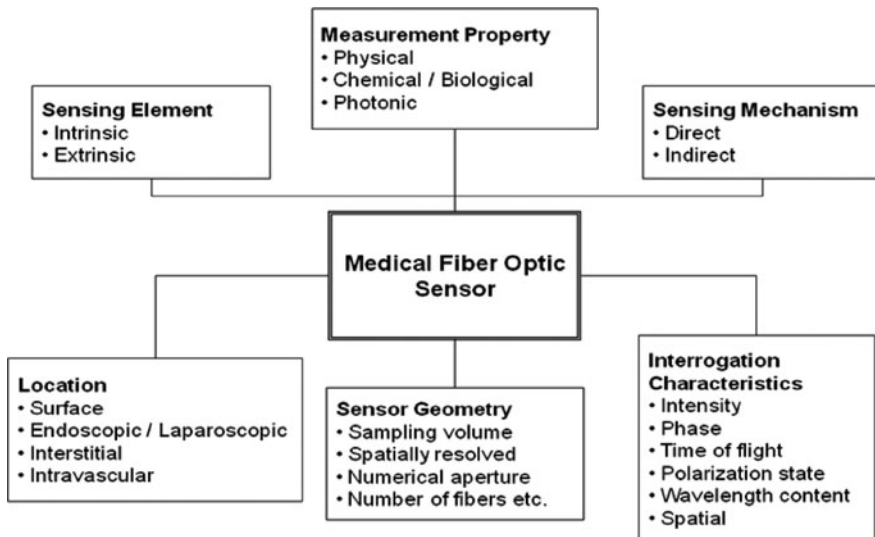 Measurement Property
• Physical
• Chemical / Biological
• Photonic
Sensing Element
• Intrinsic
• Extrinsic
Sensing Mechanism
• Direct
• Indirect
Medical Fiber Optic
Sensor
Location
• Surface
• Endoscopic / Laparoscopic
• Interstitial
• Intravascular
Sensor Geometry
• Sampling volume
• Spatially resolved
• Numerical aperture
• Number of fibers etc.
Interrogation
Characteristics
• Intensity
• Phase
• Time of flight
• Polarization state
• Wavelength content
• Spatial